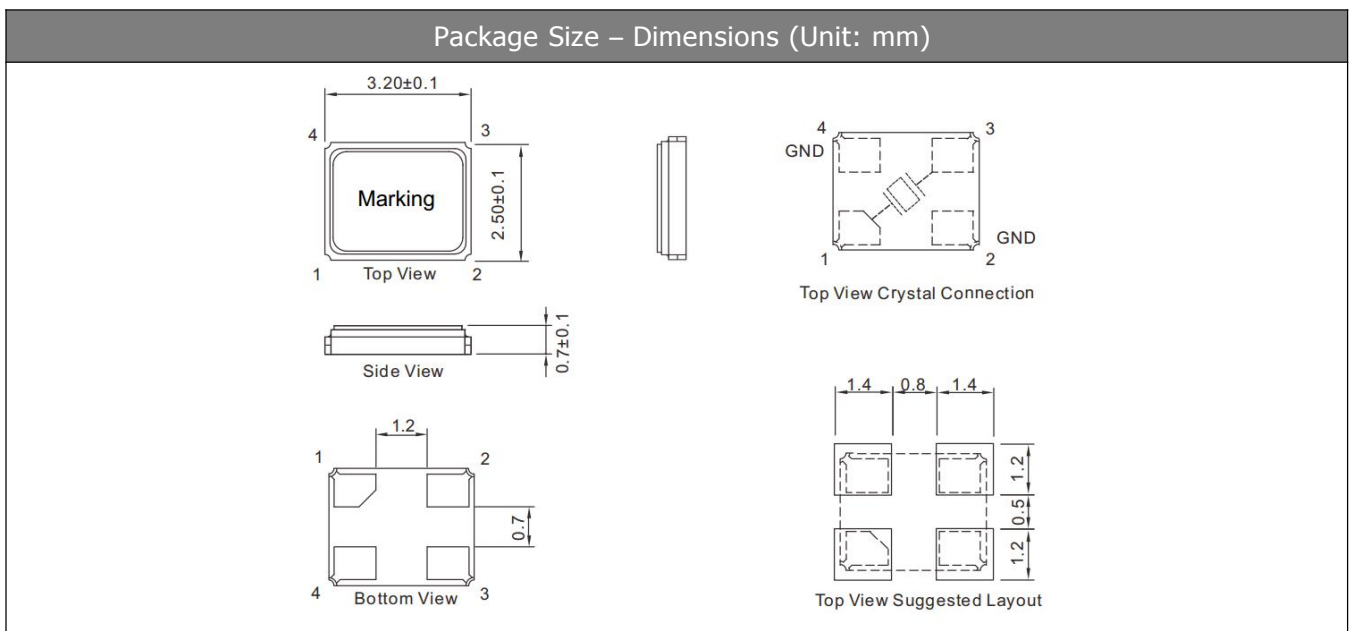 Package Size – Dimensions (Unit: mm)
3.20±0.1
4
3
Marking
2.50±0.1
1
Top View
2
4
3
GND
GND
1
2
Top View Crystal Connection
0.7±0.1
Side View
1.4 0.8 1.4
1.2
0.5
1.2
Top View Suggested Layout
1.2
1
2
0.7
4
Bottom View
3